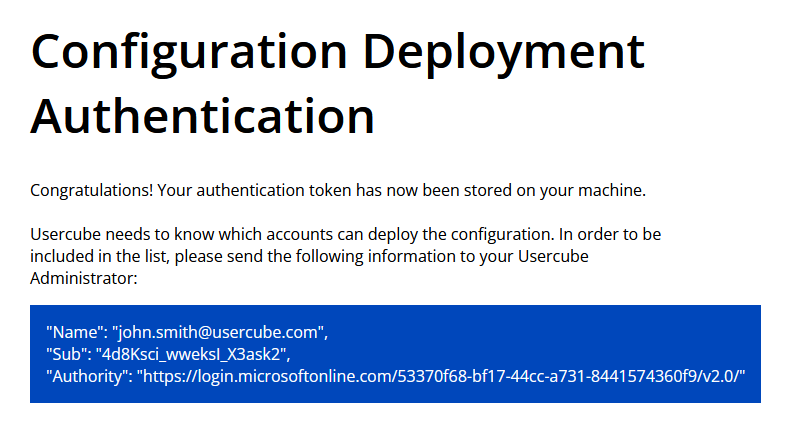 Configuration Deployment
Authentication
Congratulations! Your authentication token has now been stored on your machine.
Usercube needs to know which accounts can deploy the configuration. In order to be
included in the list, please send the following information to your Usercube
Administrator:
"Name": "john.smith@usercube.com",
"Sub": "4d8Ksci_wweksI_X3ask2",
"Authority": "https://login.microsoftonline.com/53370f68-bf17-44cc-a731-8441574360f9/v2.0/"